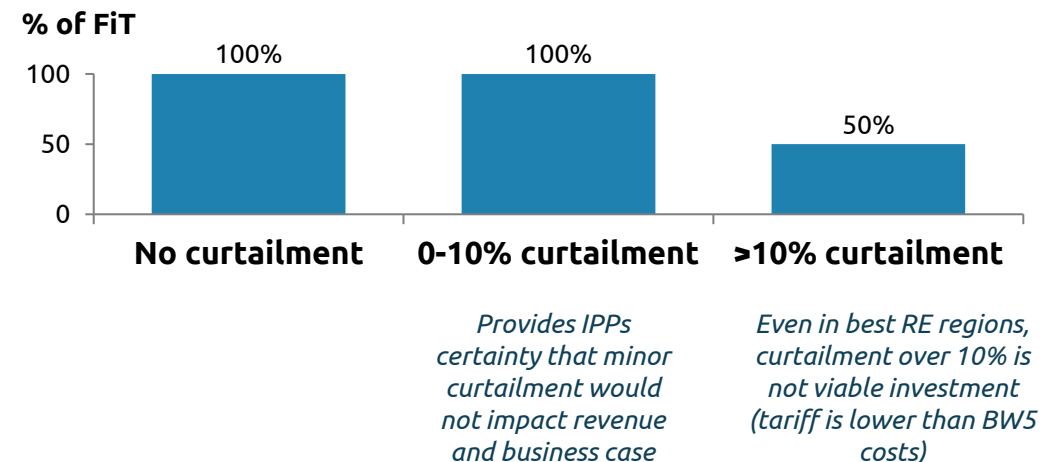 % of FiT
100%
100%
50%
100
50
0
No curtailment
0-10% curtailment
>10% curtailment
Provides IPPs
certainty that minor
curtailment would
not impact revenue
and business case
Even in best RE regions,
curtailment over 10% is
not viable investment
(tariff is lower than BW5
costs)